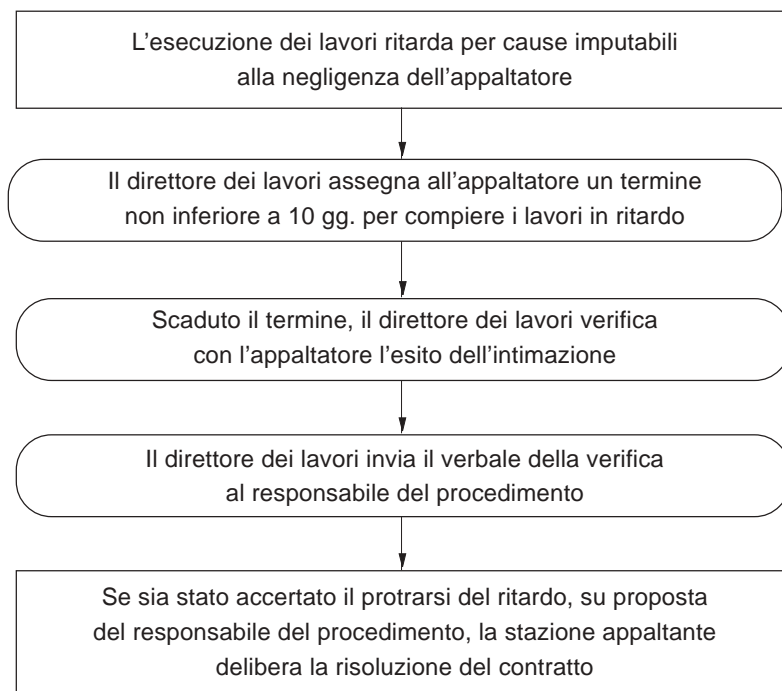 L'esecuzione dei lavori ritarda per cause imputabili
alla negligenza dell'appaltatore
Il direttore dei lavori assegna all'appaltatore un termine
non inferiore a 10 gg. per compiere i lavori in ritardo
Scaduto il termine, il direttore dei lavori verifica
con l'appaltatore l'esito dell'intimazione
Il direttore dei lavori invia il verbale della verifica
al responsabile del procedimento
Se sia stato accertato il protrarsi del ritardo, su proposta
del responsabile del procedimento, la stazione appaltante
delibera la risoluzione del contratto